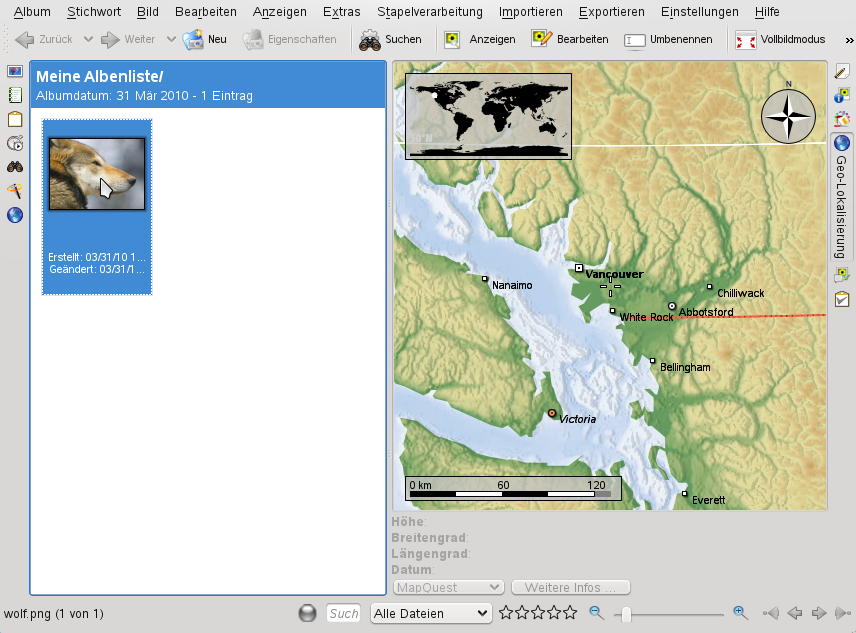 Album Stichwort Bild Bearbeiten Anzeigen Extras Stapelverarbeitung Importieren Exportieren Einstellungen Hilfe
Zurück Weiter Neu Eigenschaften Suchen Anzeigen Bearbeiten Umbenennen Vollbildmodus »
Meine Albenliste/
Albumdatum: 31 Mär 2010 - 1 Eintrag
Erstellt: 03/31/10 1...
Geändert: 03/31/1...
N
50°N
Vancouver
Nanaimo
Chilliwack
Abbotsford
White Rock
Bellingham
Victoria
Everett
0 km 60 120
Geo-Lokalisierung
Höhe:
Breitengrad:
Längengrad:
Datum:
MapQuest Weitere Infos ...
wolf.png (1 von 1) Such Alle Dateien